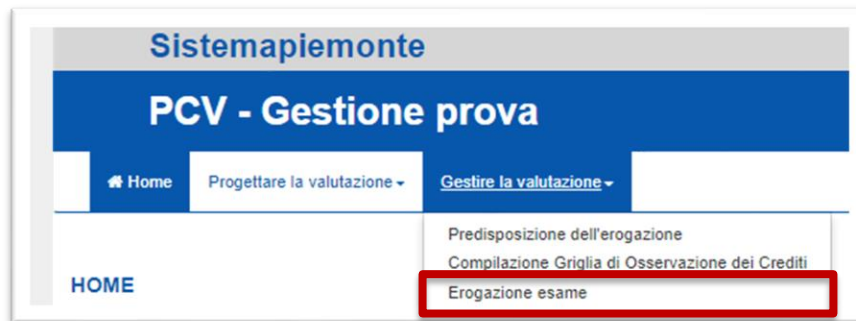 Sistemapiemonte
PCV - Gestione prova
Home Progettare la valutazione Gestire la valutazione
Predisposizione dell'erogazione
Compilazione Griglia di Osservazione dei Crediti
HOME
Erogazione esame